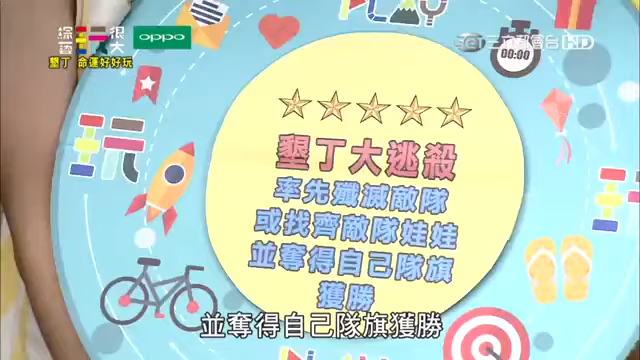 綜藝玩很大
oppo
墾丁 命運好好玩
PLAY
三立都會台HD
00:00
玩
玩
墾丁大逃殺
率先殲滅敵隊
或找齊敵隊娃娃
並奪得自己隊旗
獲勝
並奪得自己隊旗獲勝